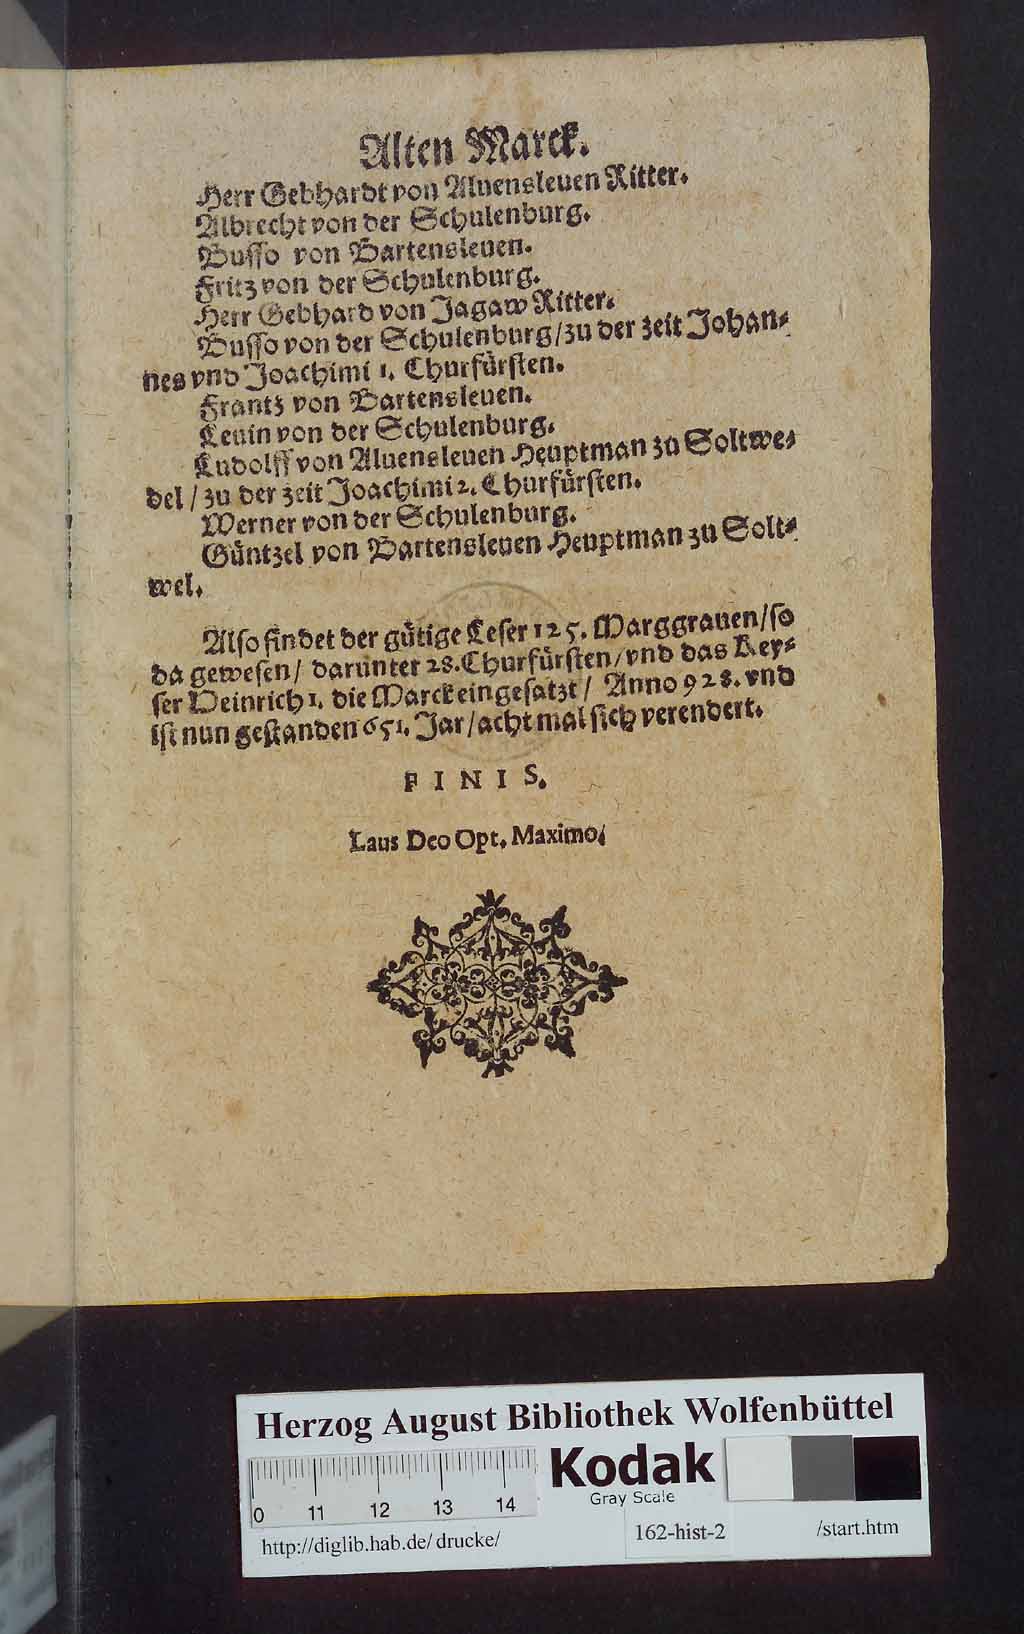 Alten Marck.
Herr Gebhardt von Aluensleuen Ritter.
Albrecht von der Schulenburg.
Busso von Bartensleuen.
Fritz von der Schulenburg.
Herr Gebhard von Jagaw Ritter.
Busso von der Schulenburg/zu der zeit Johan-
nes vnd Joachimi 1. Churfürsten.
Frantz von Bartensleuen.
Leuin von der Schulenburg.
Ludolff von Aluensleuen Heuptman zu Soltwe-
del/ zu der zeit Joachimi 2. Churfürsten.
Werner von der Schulenburg.
Güntzel von Bartensleuen Heuptman zu Solt-
wel.
Also findet der gütige Leser 125. Marggrauen/so
da gewesen/ darunter 28. Churfürsten/vnd das Key-
ser Heinrich 1. die Marck eingesatzt/ Anno 928. vnd
ist nun gestanden 651. Jar/acht mal sich verendert.
FINIS.
Laus Deo Opt. Maximo.
Herzog August Bibliothek Wolfenbüttel
Kodak
Gray Scale
0 11 12 13 14
http://diglib.hab.de/drucke/ 162-hist-2 /start.htm